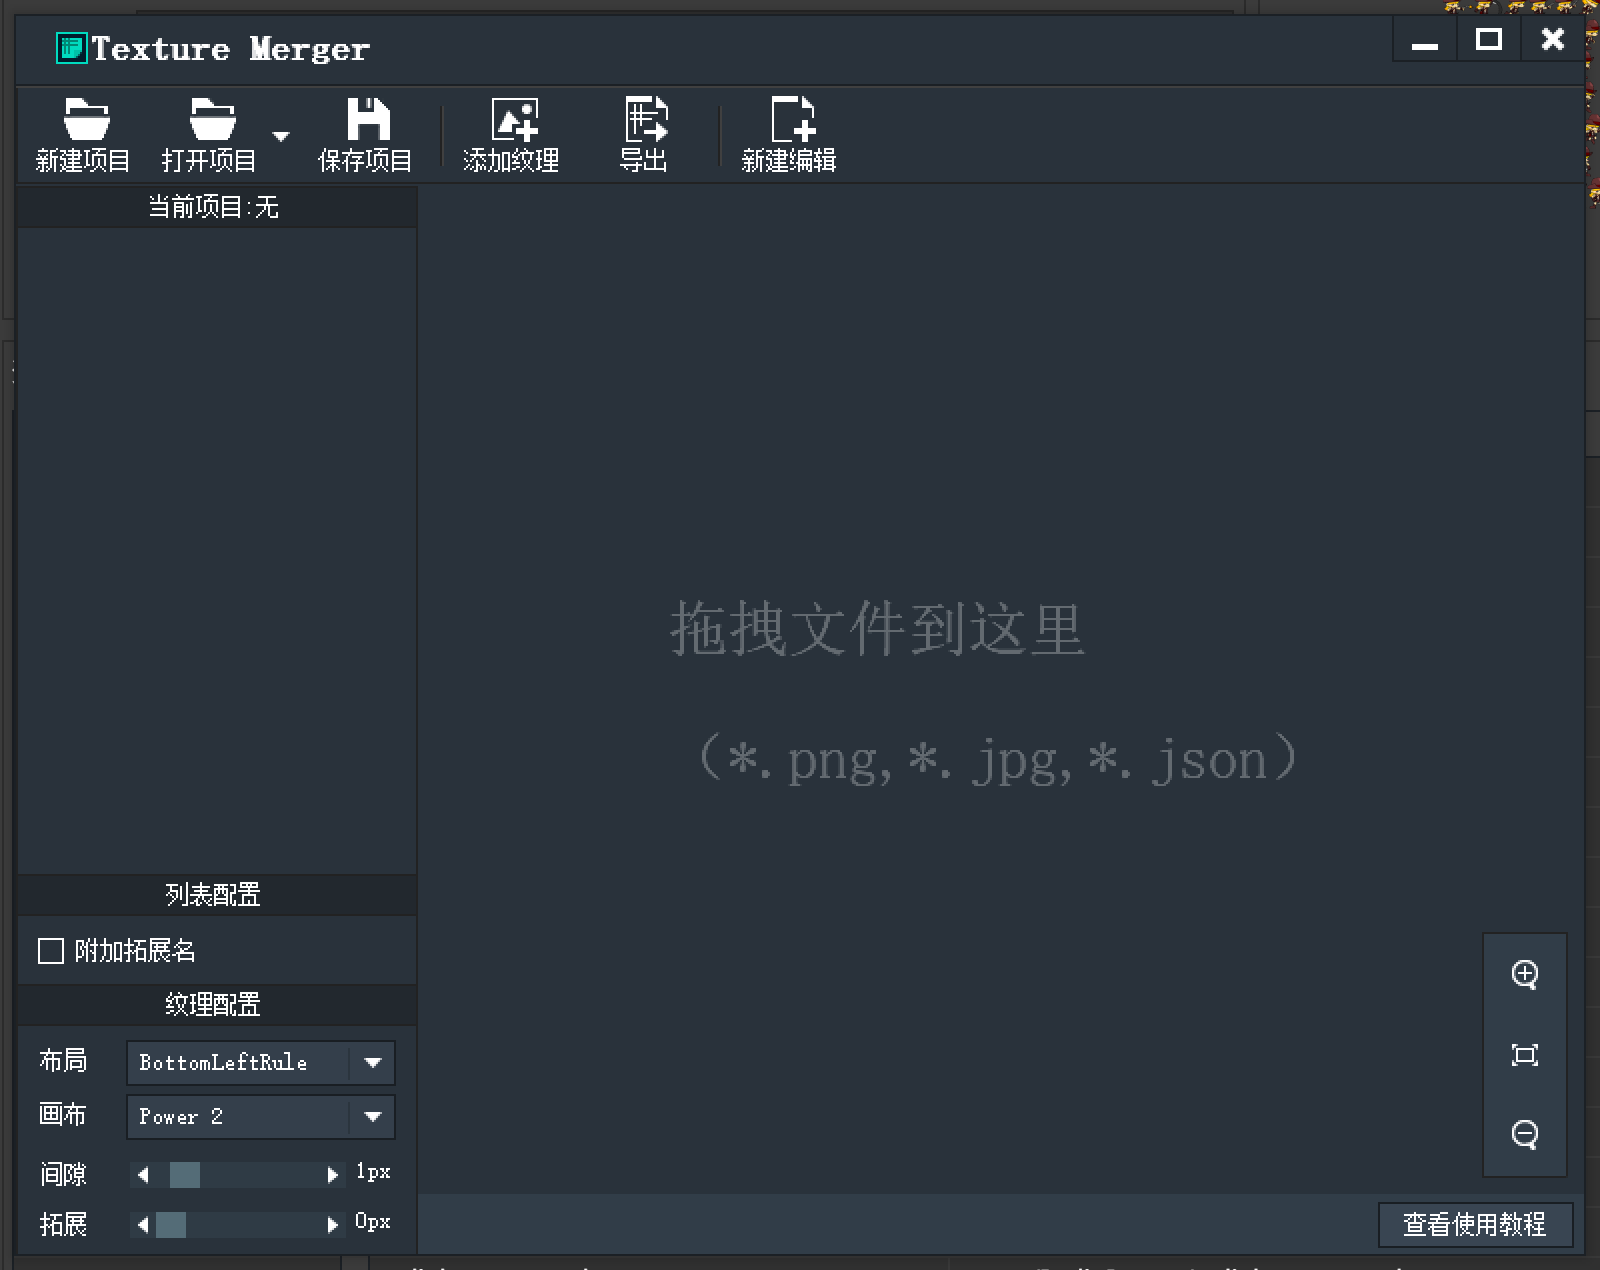 Texture Merger
新建项目 打开项目 保存项目 添加纹理 导出 新建编辑
当前项目:无
拖拽文件到这里
（*.png,*.jpg,*.json）
列表配置
附加拓展名
纹理配置
布局 BottomLeftRule
画布 Power 2
间隙 1px
拓展 0px
查看使用教程